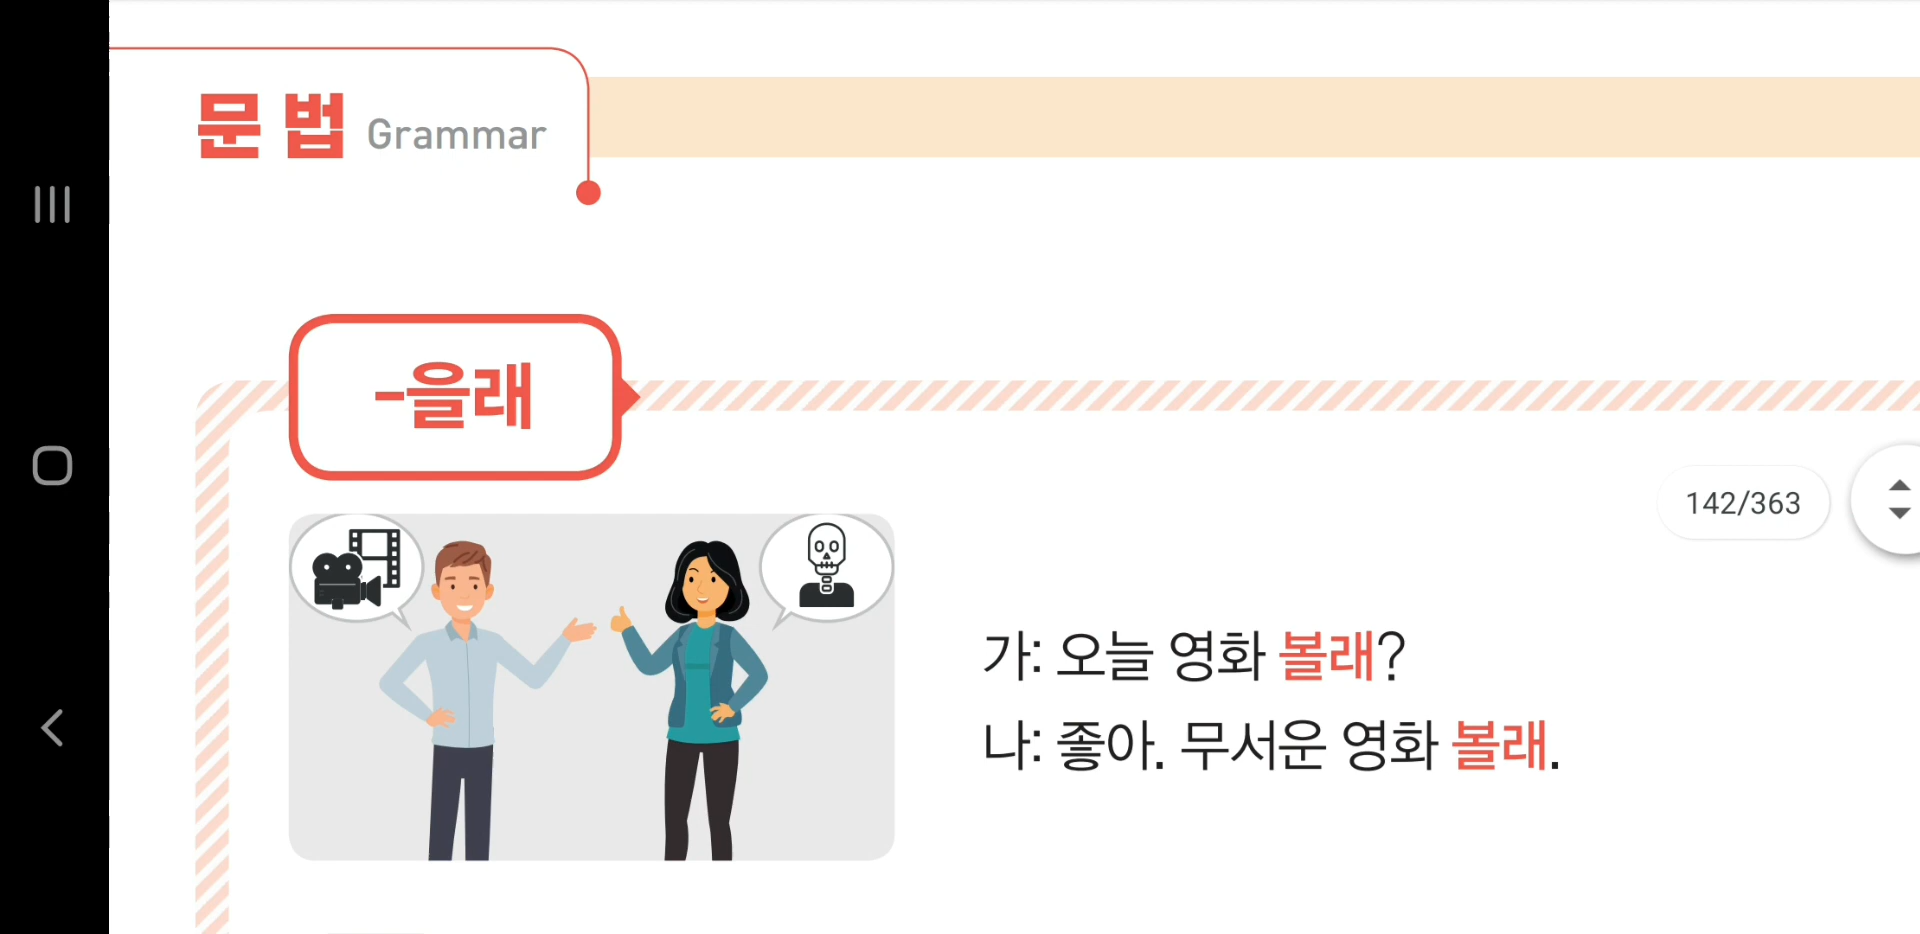 문 법 Grammar
-을래
142/363
가: 오늘 영화 볼래?
나: 좋아. 무서운 영화 볼래.